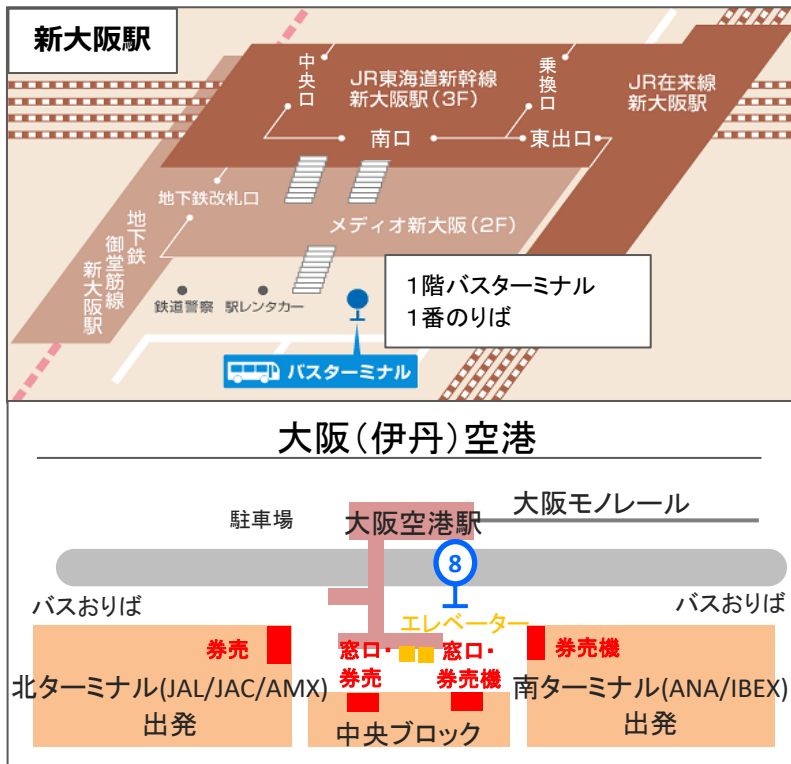 新大阪駅
中央口
JR東海道新幹線
新大阪駅(3F)
乗換口
JR在来線
新大阪駅
南口
東出口
地下鉄改札口
地下鉄
御堂筋線
新大阪駅
メディオ新大阪(2F)
鉄道警察
駅レンタカー
1階バスターミナル
1番のりば
バスターミナル
大阪(伊丹)空港
大阪モノレール
駐車場
大阪空港駅
8
バスおりば
バスおりば
エレベーター
券売
窓口・
券売
窓口・
券売機
券売機
北ターミナル(JAL/JAC/AMX)
出発
中央ブロック
南ターミナル(ANA/IBEX)
出発